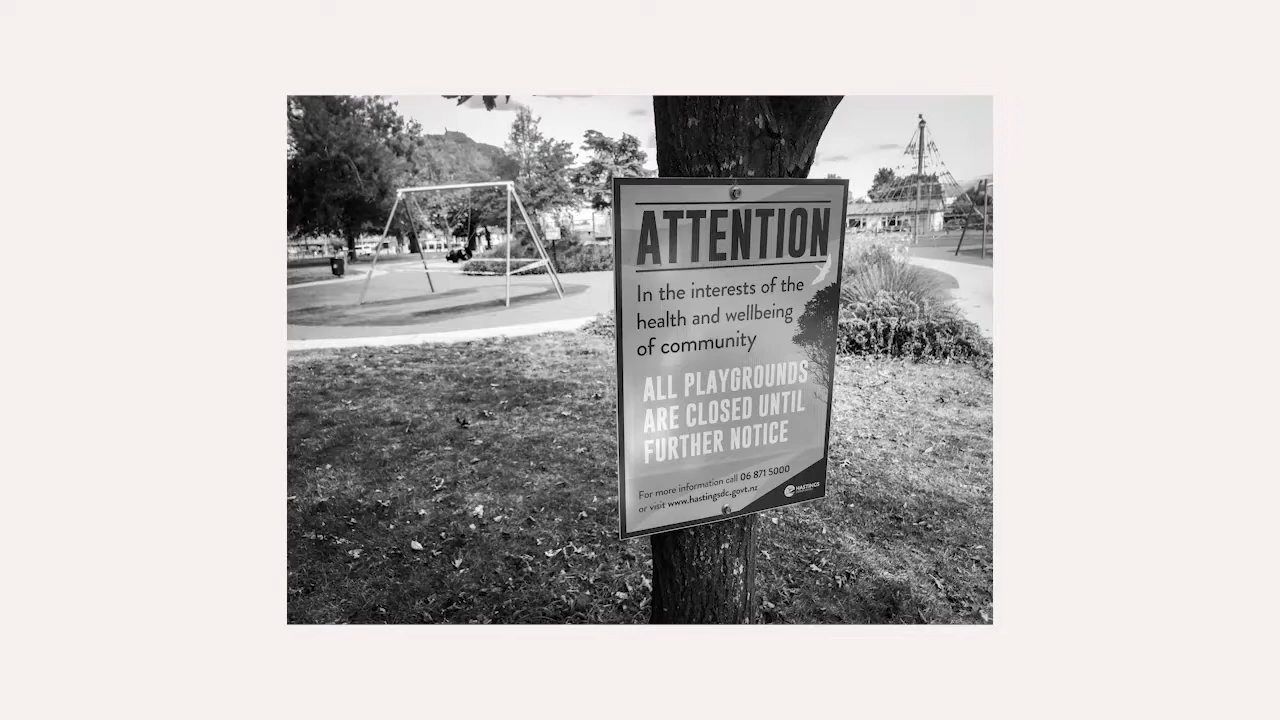 ATTENTION
In the interests of the
health and wellbeing
of community
ALL PLAYGROUNDS
ARE CLOSED UNTIL
FURTHER NOTICE
For more information call 06 871 5000
or visit www.hastingsdc.govt.nz
HASTINGS